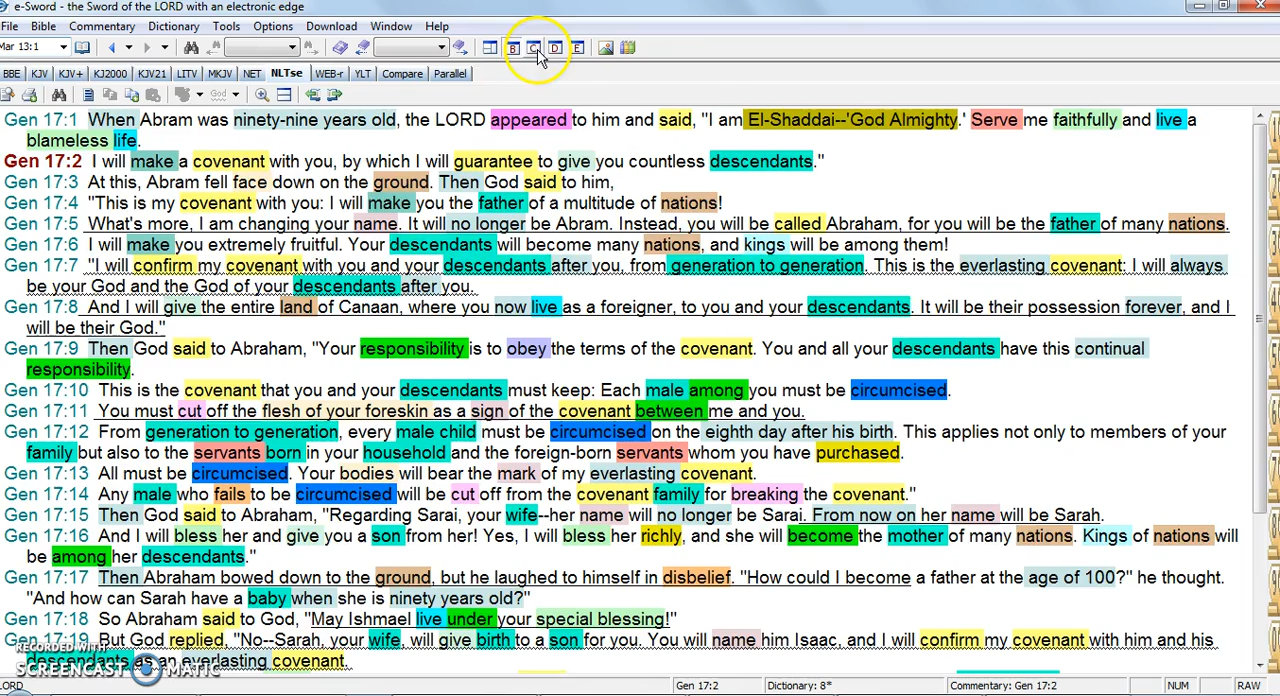 e-Sword - the Sword of the LORD with an electronic edge
File Bible Commentary Dictionary Tools Options Download Window Help
Mar 13:1 B C D E
BBE KJV KJV+ KJ2000 KJV21 LITV MKJV NET NLTse WEB-r YLT Compare Parallel
God
Gen 17:1 When Abram was ninety-nine years old, the LORD appeared to him and said, "I am El-Shaddai--'God Almighty.' Serve me faithfully and live a
blameless life.
Gen 17:2 I will make a covenant with you, by which I will guarantee to give you countless descendants."
Gen 17:3 At this, Abram fell face down on the ground. Then God said to him,
Gen 17:4 "This is my covenant with you: I will make you the father of a multitude of nations!
Gen 17:5 What's more, I am changing your name. It will no longer be Abram. Instead, you will be called Abraham, for you will be the father of many nations.
Gen 17:6 I will make you extremely fruitful. Your descendants will become many nations, and kings will be among them!
Gen 17:7 "I will confirm my covenant with you and your descendants after you, from generation to generation. This is the everlasting covenant: I will always
be your God and the God of your descendants after you.
Gen 17:8 And I will give the entire land of Canaan, where you now live as a foreigner, to you and your descendants. It will be their possession forever, and I
will be their God."
Gen 17:9 Then God said to Abraham, "Your responsibility is to obey the terms of the covenant. You and all your descendants have this continual
responsibility.
Gen 17:10 This is the covenant that you and your descendants must keep: Each male among you must be circumcised.
Gen 17:11 You must cut off the flesh of your foreskin as a sign of the covenant between me and you.
Gen 17:12 From generation to generation, every male child must be circumcised on the eighth day after his birth. This applies not only to members of your
family but also to the servants born in your household and the foreign-born servants whom you have purchased.
Gen 17:13 All must be circumcised. Your bodies will bear the mark of my everlasting covenant.
Gen 17:14 Any male who fails to be circumcised will be cut off from the covenant family for breaking the covenant."
Gen 17:15 Then God said to Abraham, "Regarding Sarai, your wife--her name will no longer be Sarai. From now on her name will be Sarah.
Gen 17:16 And I will bless her and give you a son from her! Yes, I will bless her richly, and she will become the mother of many nations. Kings of nations will
be among her descendants."
Gen 17:17 Then Abraham bowed down to the ground, but he laughed to himself in disbelief. "How could I become a father at the age of 100?" he thought.
"And how can Sarah have a baby when she is ninety years old?"
Gen 17:18 So Abraham said to God, "May Ishmael live under your special blessing!"
Gen 17:19 But God replied, "No--Sarah, your wife, will give birth to a son for you. You will name him Isaac, and I will confirm my covenant with him and his
descendants as an everlasting covenant.
RECORDED WITH
SCREENCAST MATIC
LORD Gen 17:2 Dictionary: 8* Commentary: Gen 17:2 NUM RAW